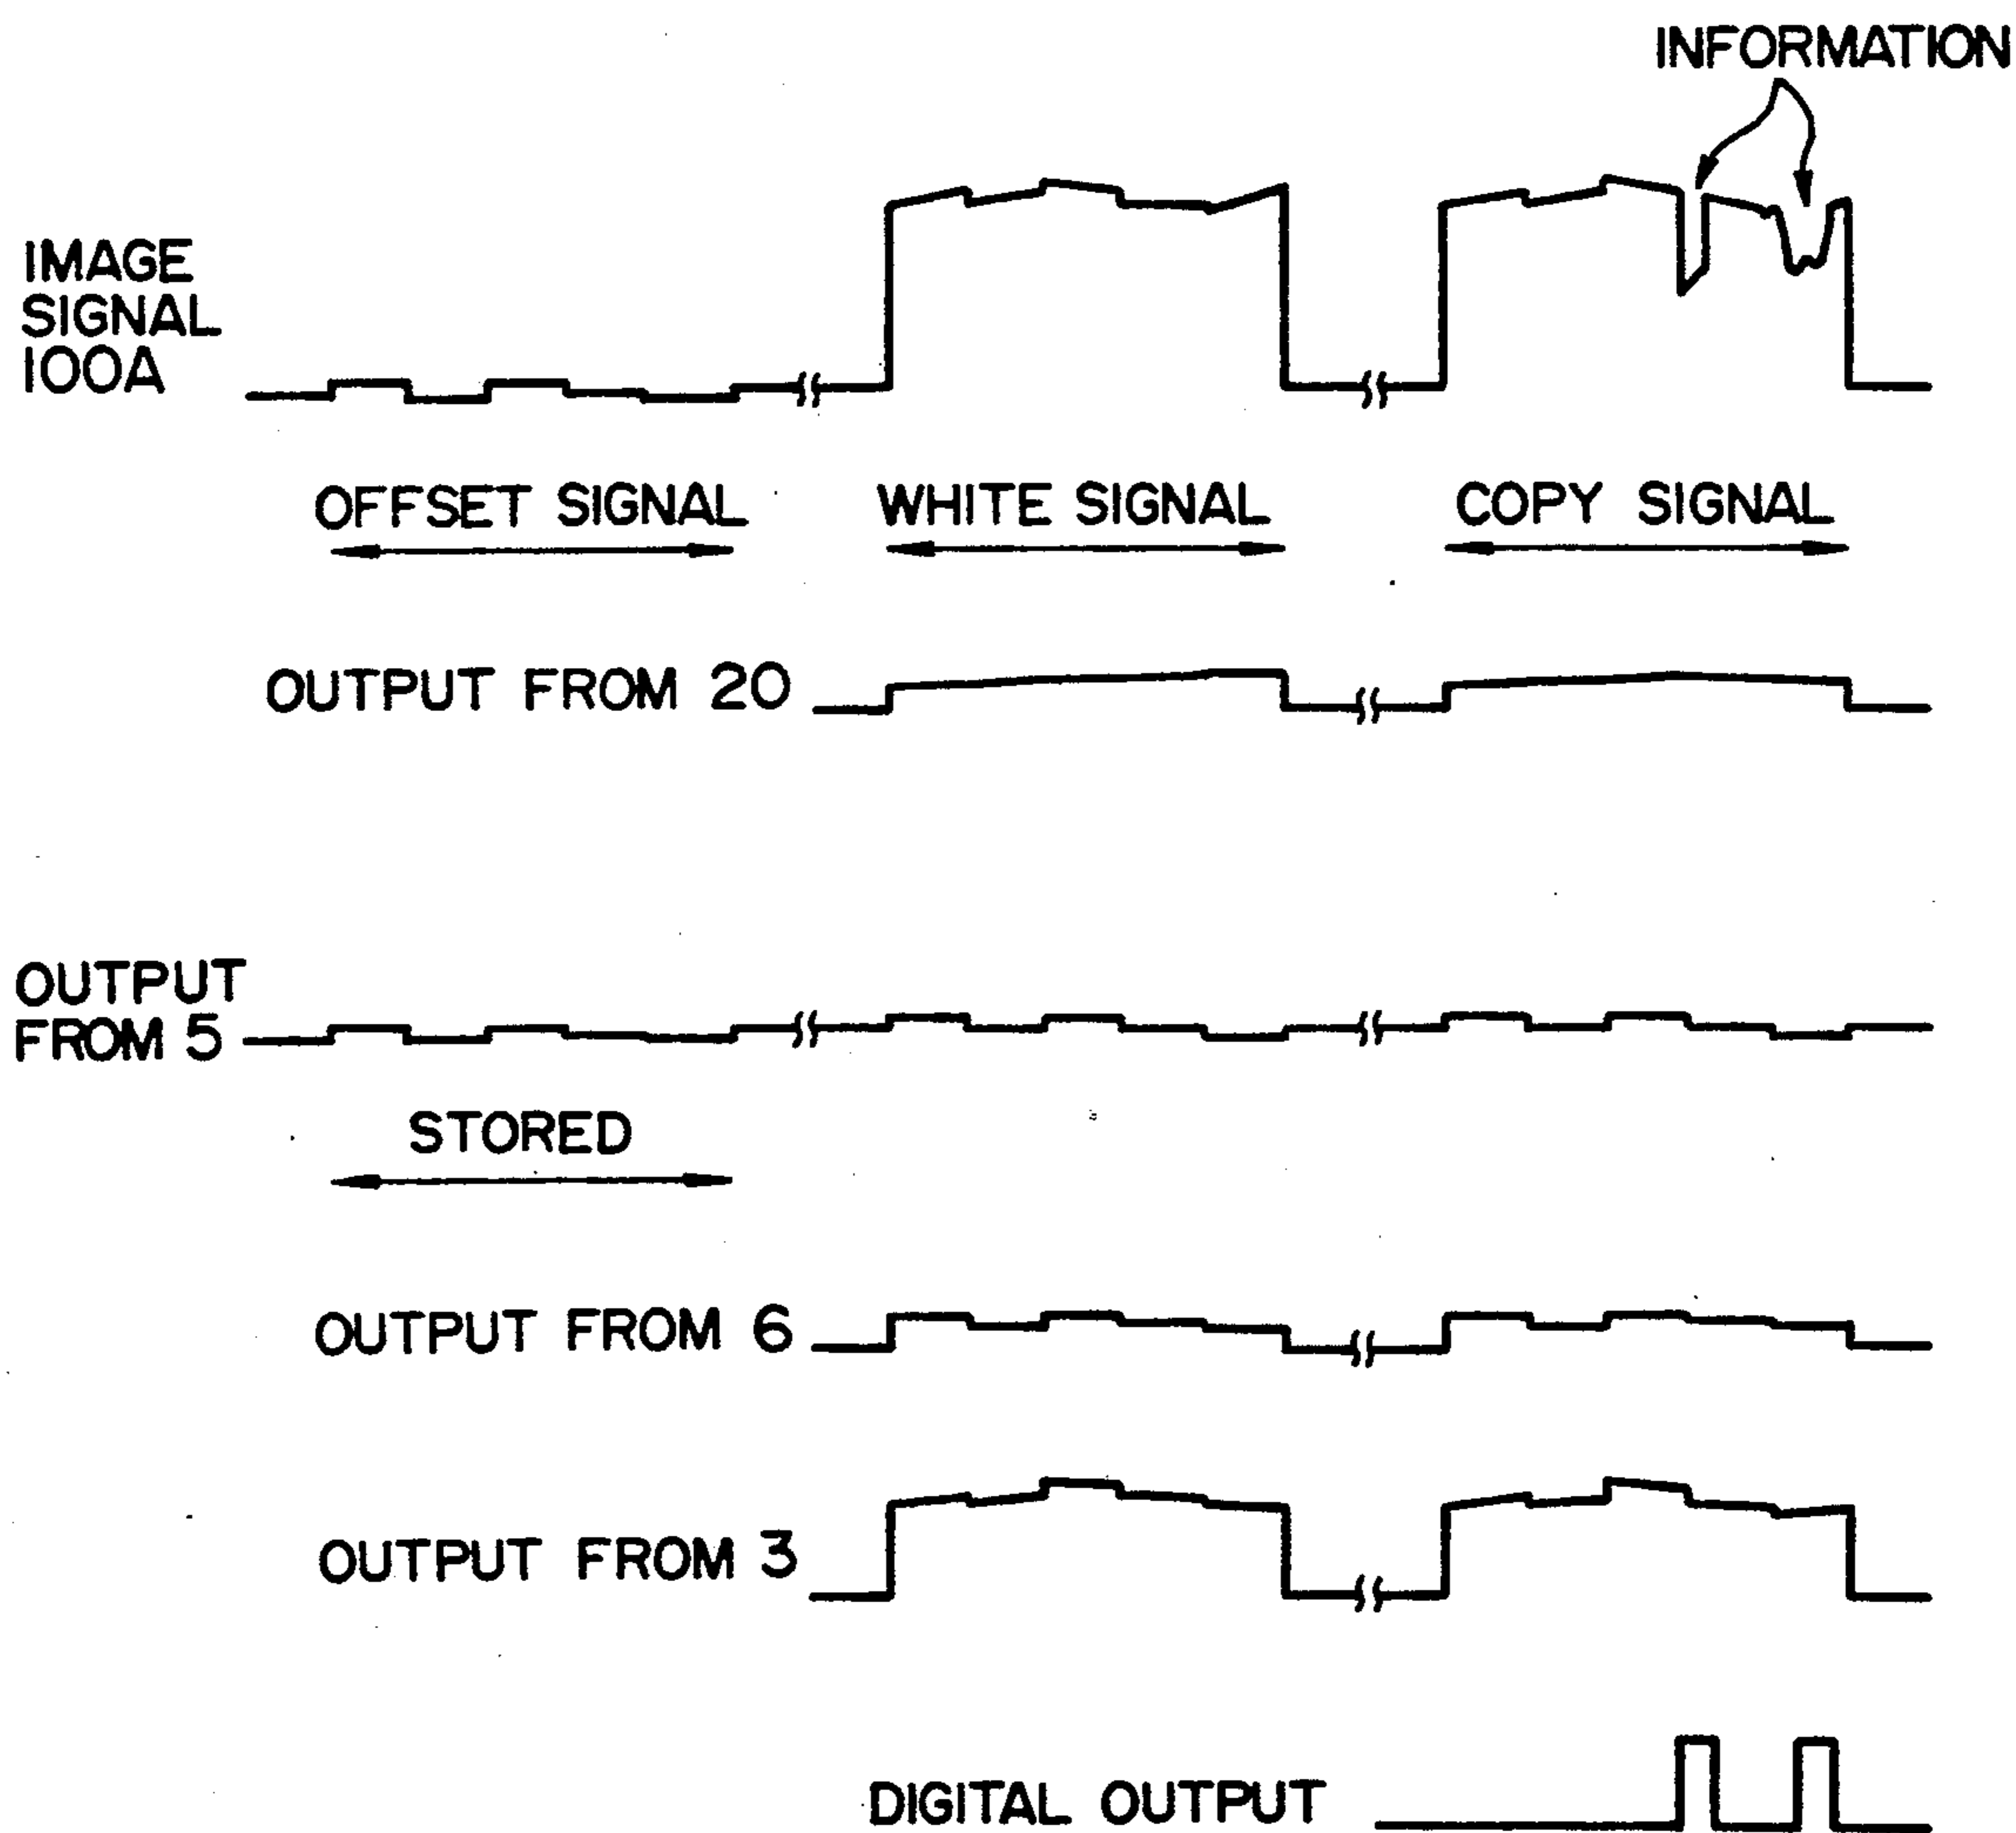 INFORMATION
IMAGE
SIGNAL
100A
OFFSET SIGNAL
WHITE SIGNAL
COPY SIGNAL
OUTPUT FROM 20
OUTPUT
FROM 5
STORED
OUTPUT FROM 6
OUTPUT FROM 3
DIGITAL OUTPUT